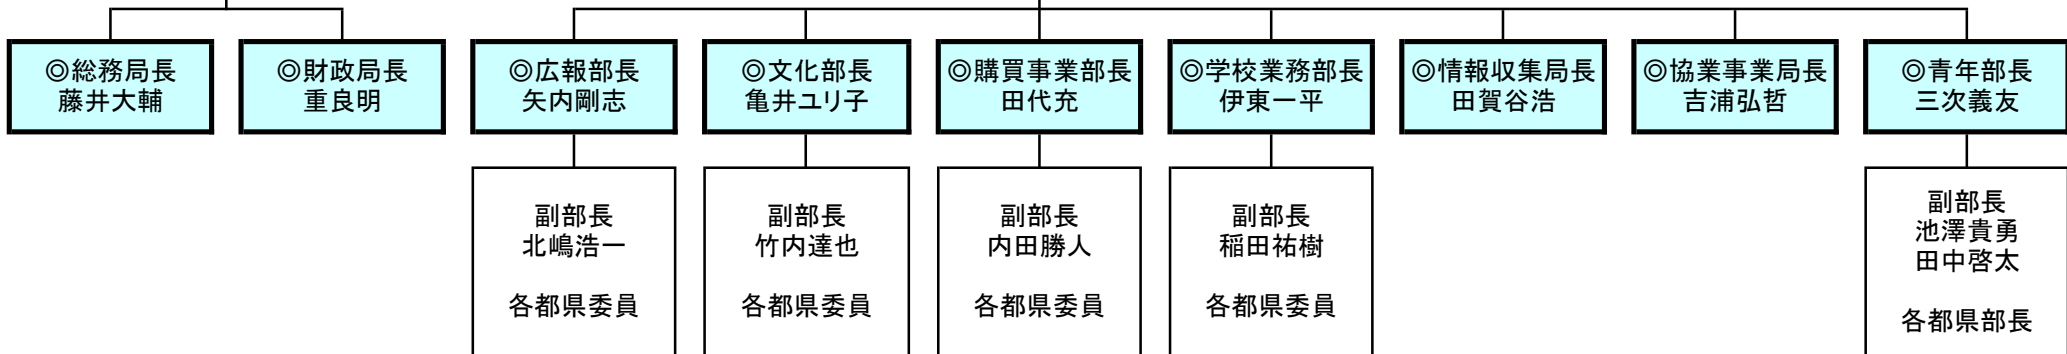 ◎総務局長
藤井大輔
◎財政局長
重良明
◎広報部長
矢内剛志
◎文化部長
亀井ユリ子
◎購買事業部長
田代充
◎学校業務部長
伊東一平
◎情報収集局長
田賀谷浩
◎協業事業局長
吉浦弘哲
◎青年部長
三次義友
副部長
北嶋浩一
各都県委員
副部長
竹内達也
各都県委員
副部長
内田勝人
各都県委員
副部長
稲田祐樹
各都県委員
副部長
池澤貴勇
田中啓太
各都県部長